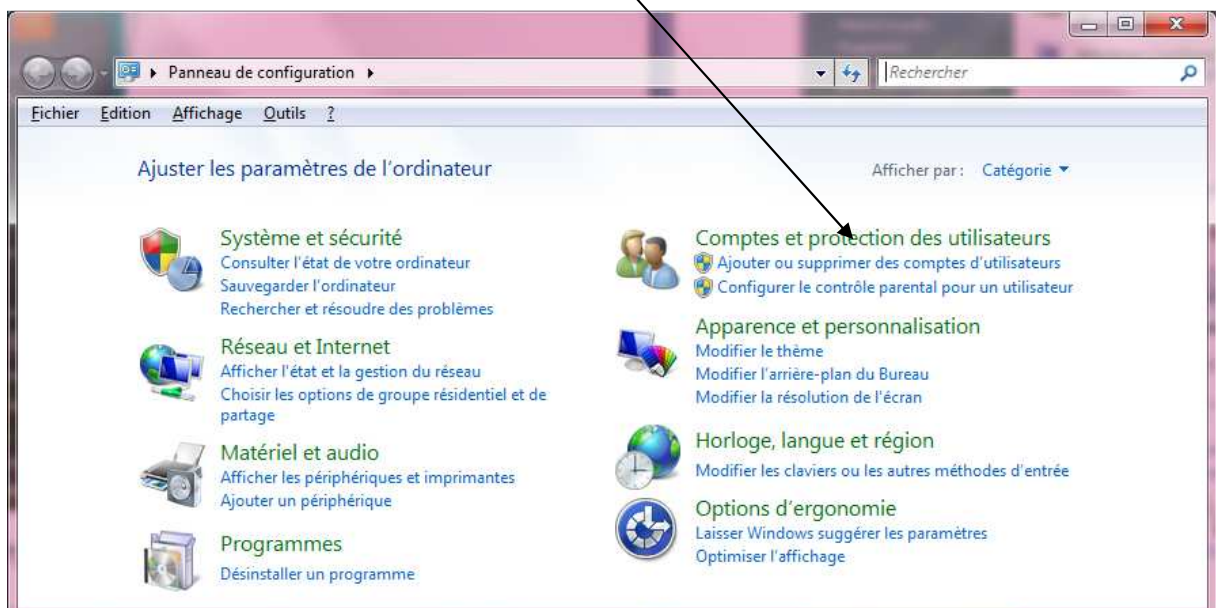 Panneau de configuration
Rechercher
Fichier Edition Affichage Outils ?
Ajuster les paramètres de l'ordinateur
Afficher par : Catégorie
Système et sécurité
Consulter l'état de votre ordinateur
Sauvegarder l'ordinateur
Rechercher et résoudre des problèmes
Réseau et Internet
Afficher l'état et la gestion du réseau
Choisir les options de groupe résidentiel et de
partage
Matériel et audio
Afficher les périphériques et imprimantes
Ajouter un périphérique
Programmes
Désinstaller un programme
Comptes et protection des utilisateurs
Ajouter ou supprimer des comptes d'utilisateurs
Configurer le contrôle parental pour un utilisateur
Apparence et personnalisation
Modifier le thème
Modifier l'arrière-plan du Bureau
Modifier la résolution de l'écran
Horloge, langue et région
Modifier les claviers ou les autres méthodes d'entrée
Options d'ergonomie
Laisser Windows suggérer les paramètres
Optimiser l'affichage